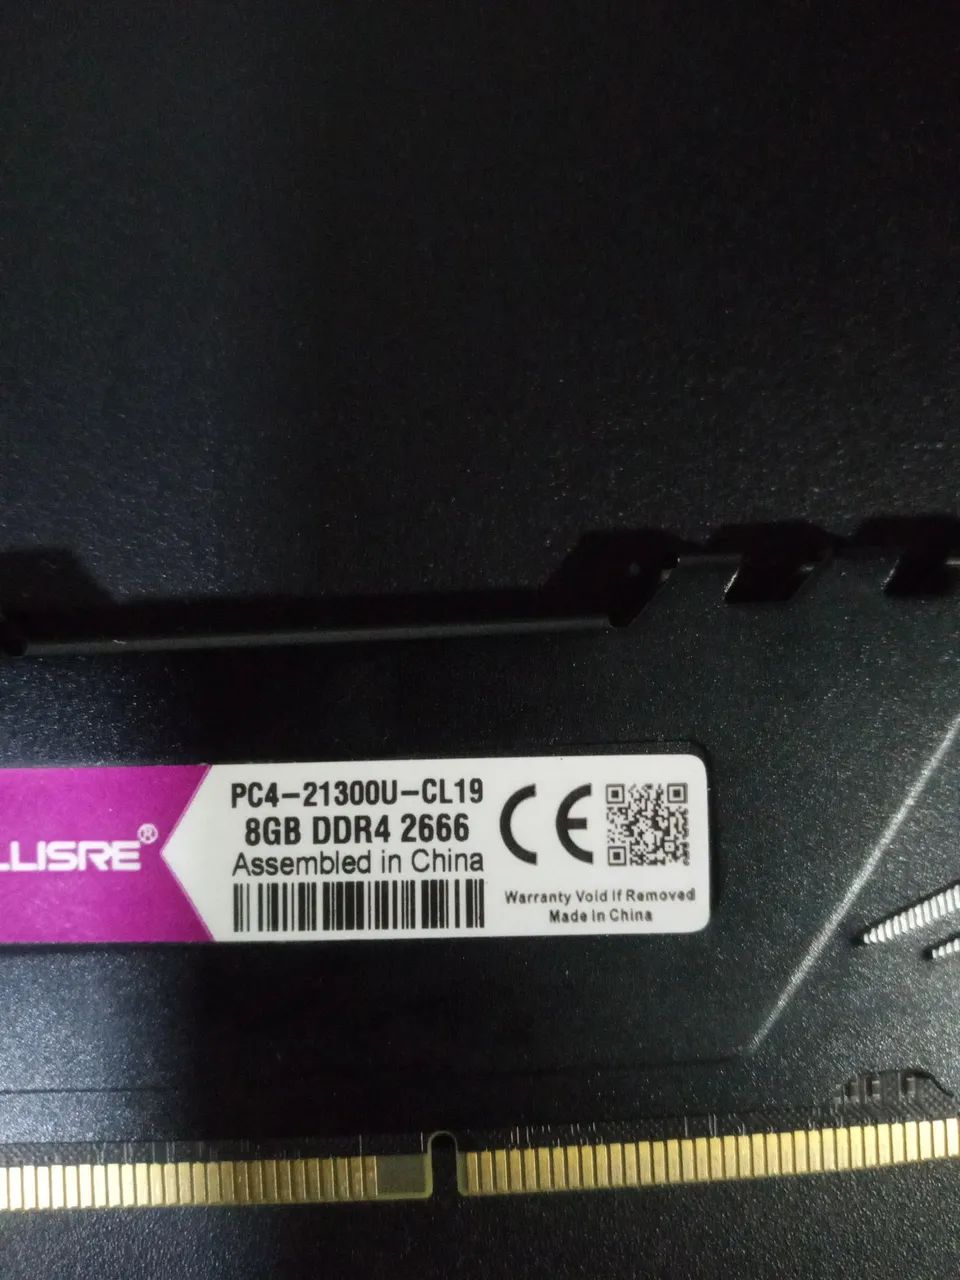 LLISRE®
PC4-21300U-CL19
8GB DDR4 2666
Assembled in China
CE
Warranty Void If Removed
Made In China